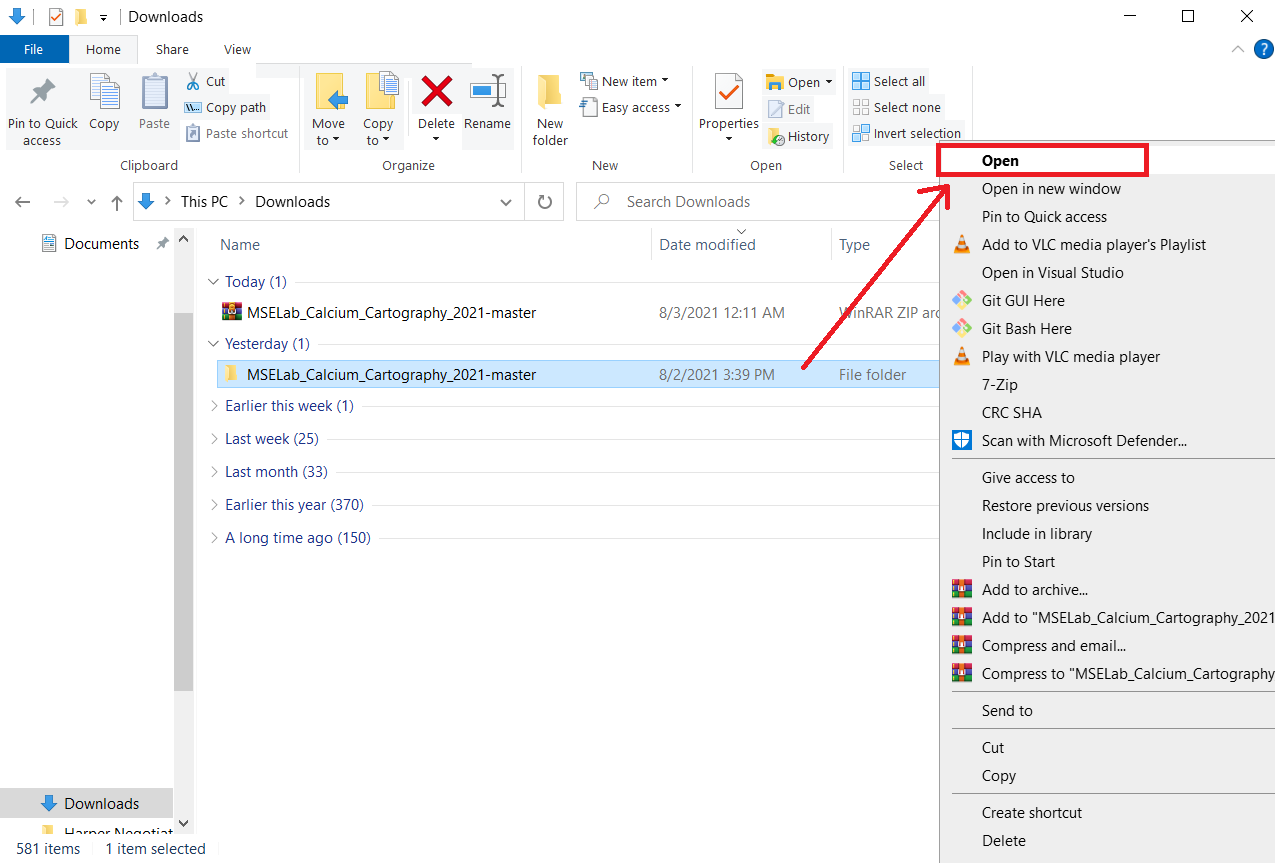 Downloads
File Home Share View
Pin to Quick access
Copy
Paste
Cut
Copy path
Paste shortcut
Clipboard
Move to
Copy to
Delete
Rename
Organize
New folder
New item
Easy access
New
Properties
Open
Edit
History
Open
Select all
Select none
Invert selection
Select
This PC > Downloads
Search Downloads
Documents
Downloads
Name Date modified Type
Today (1)
MSELab_Calcium_Cartography_2021-master 8/3/2021 12:11 AM WinRAR ZIP arc
Yesterday (1)
MSELab_Calcium_Cartography_2021-master 8/2/2021 3:39 PM File folder
Earlier this week (1)
Last week (25)
Last month (33)
Earlier this year (370)
A long time ago (150)
Harper Negotiat
581 items 1 item selected
Open
Open in new window
Pin to Quick access
Add to VLC media player's Playlist
Open in Visual Studio
Git GUI Here
Git Bash Here
Play with VLC media player
7-Zip
CRC SHA
Scan with Microsoft Defender...
Give access to
Restore previous versions
Include in library
Pin to Start
Add to archive...
Add to "MSELab_Calcium_Cartography_2021
Compress and email...
Compress to "MSELab_Calcium_Cartography
Send to
Cut
Copy
Create shortcut
Delete